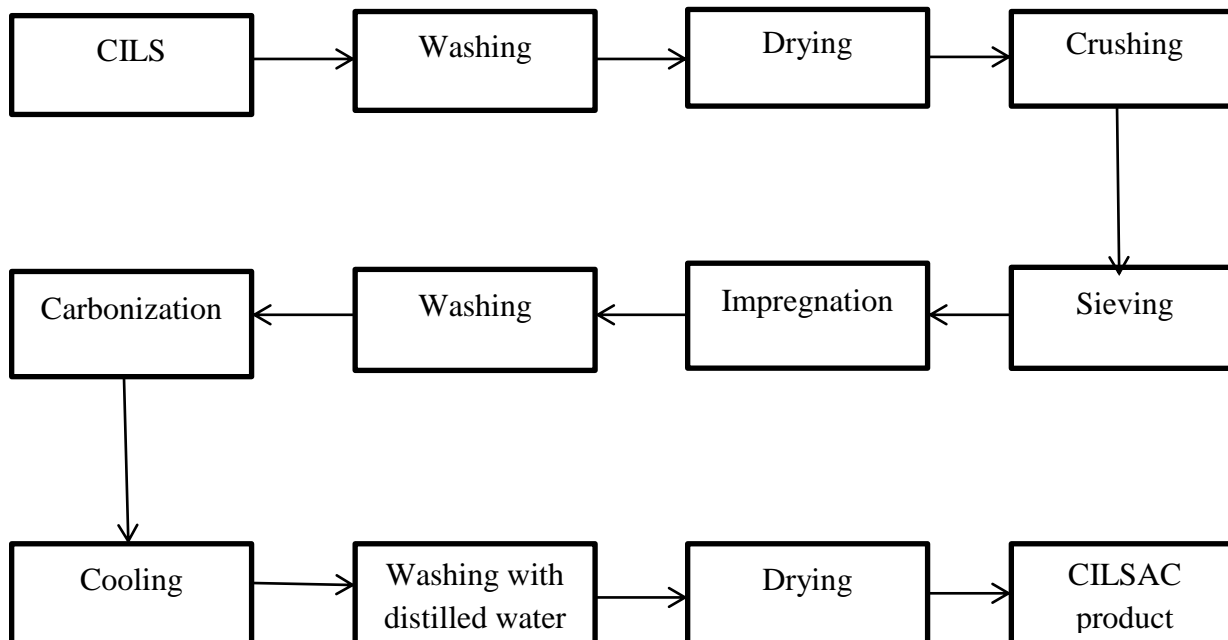 CILS
Washing
Drying
Crushing
Sieving
Impregnation
Washing
Carbonization
Cooling
Washing with
distilled water
Drying
CILSAC
product